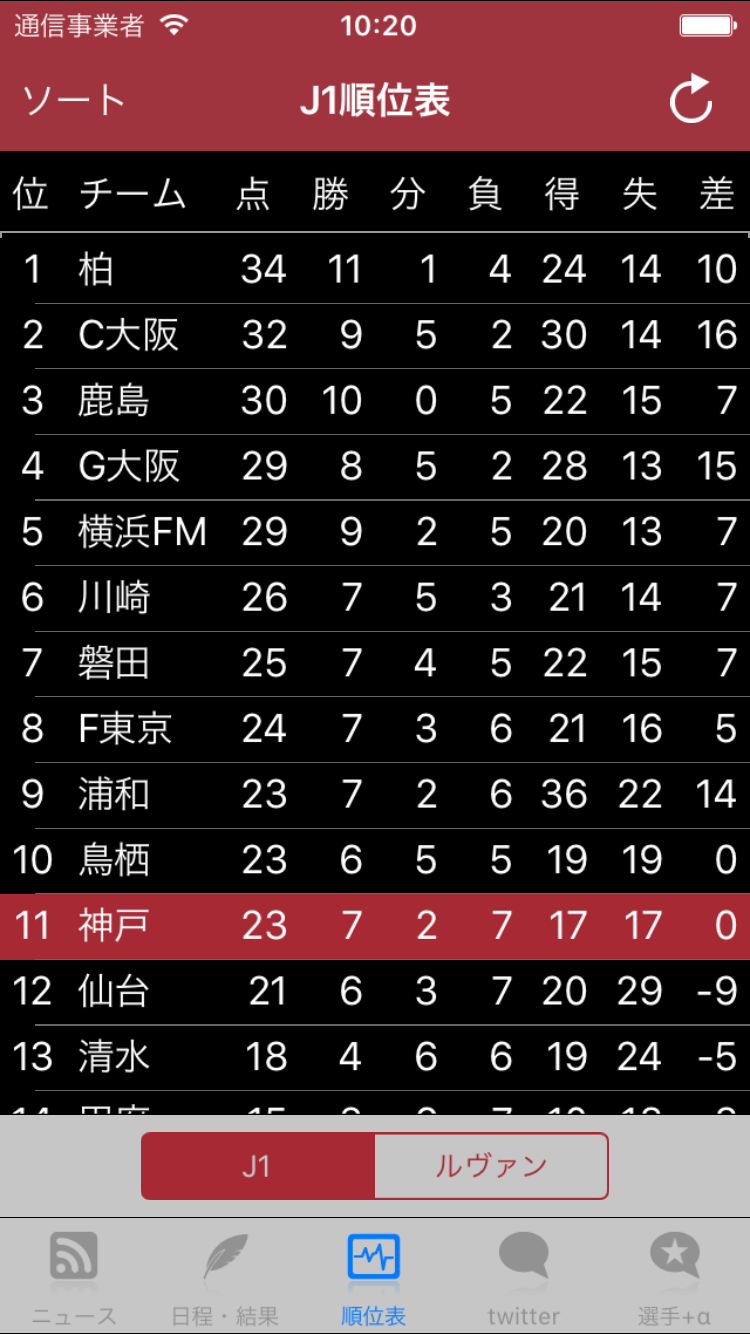 通信事業者 10:20
ソート J1順位表
位 チーム 点 勝 分 負 得 失 差
1 柏 34 11 1 4 24 14 10
2 C大阪 32 9 5 2 30 14 16
3 鹿島 30 10 0 5 22 15 7
4 G大阪 29 8 5 2 28 13 15
5 横浜FM 29 9 2 5 20 13 7
6 川崎 26 7 5 3 21 14 7
7 磐田 25 7 4 5 22 15 7
8 F東京 24 7 3 6 21 16 5
9 浦和 23 7 2 6 36 22 14
10 鳥栖 23 6 5 5 19 19 0
11 神戸 23 7 2 7 17 17 0
12 仙台 21 6 3 7 20 29 -9
13 清水 18 4 6 6 19 24 -5
J1 ルヴァン
ニュース 日程・結果 順位表 twitter 選手+α